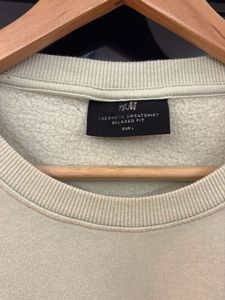 H&M
CREWNECK SWEATSHIRT
RELAXED FIT
EUR L